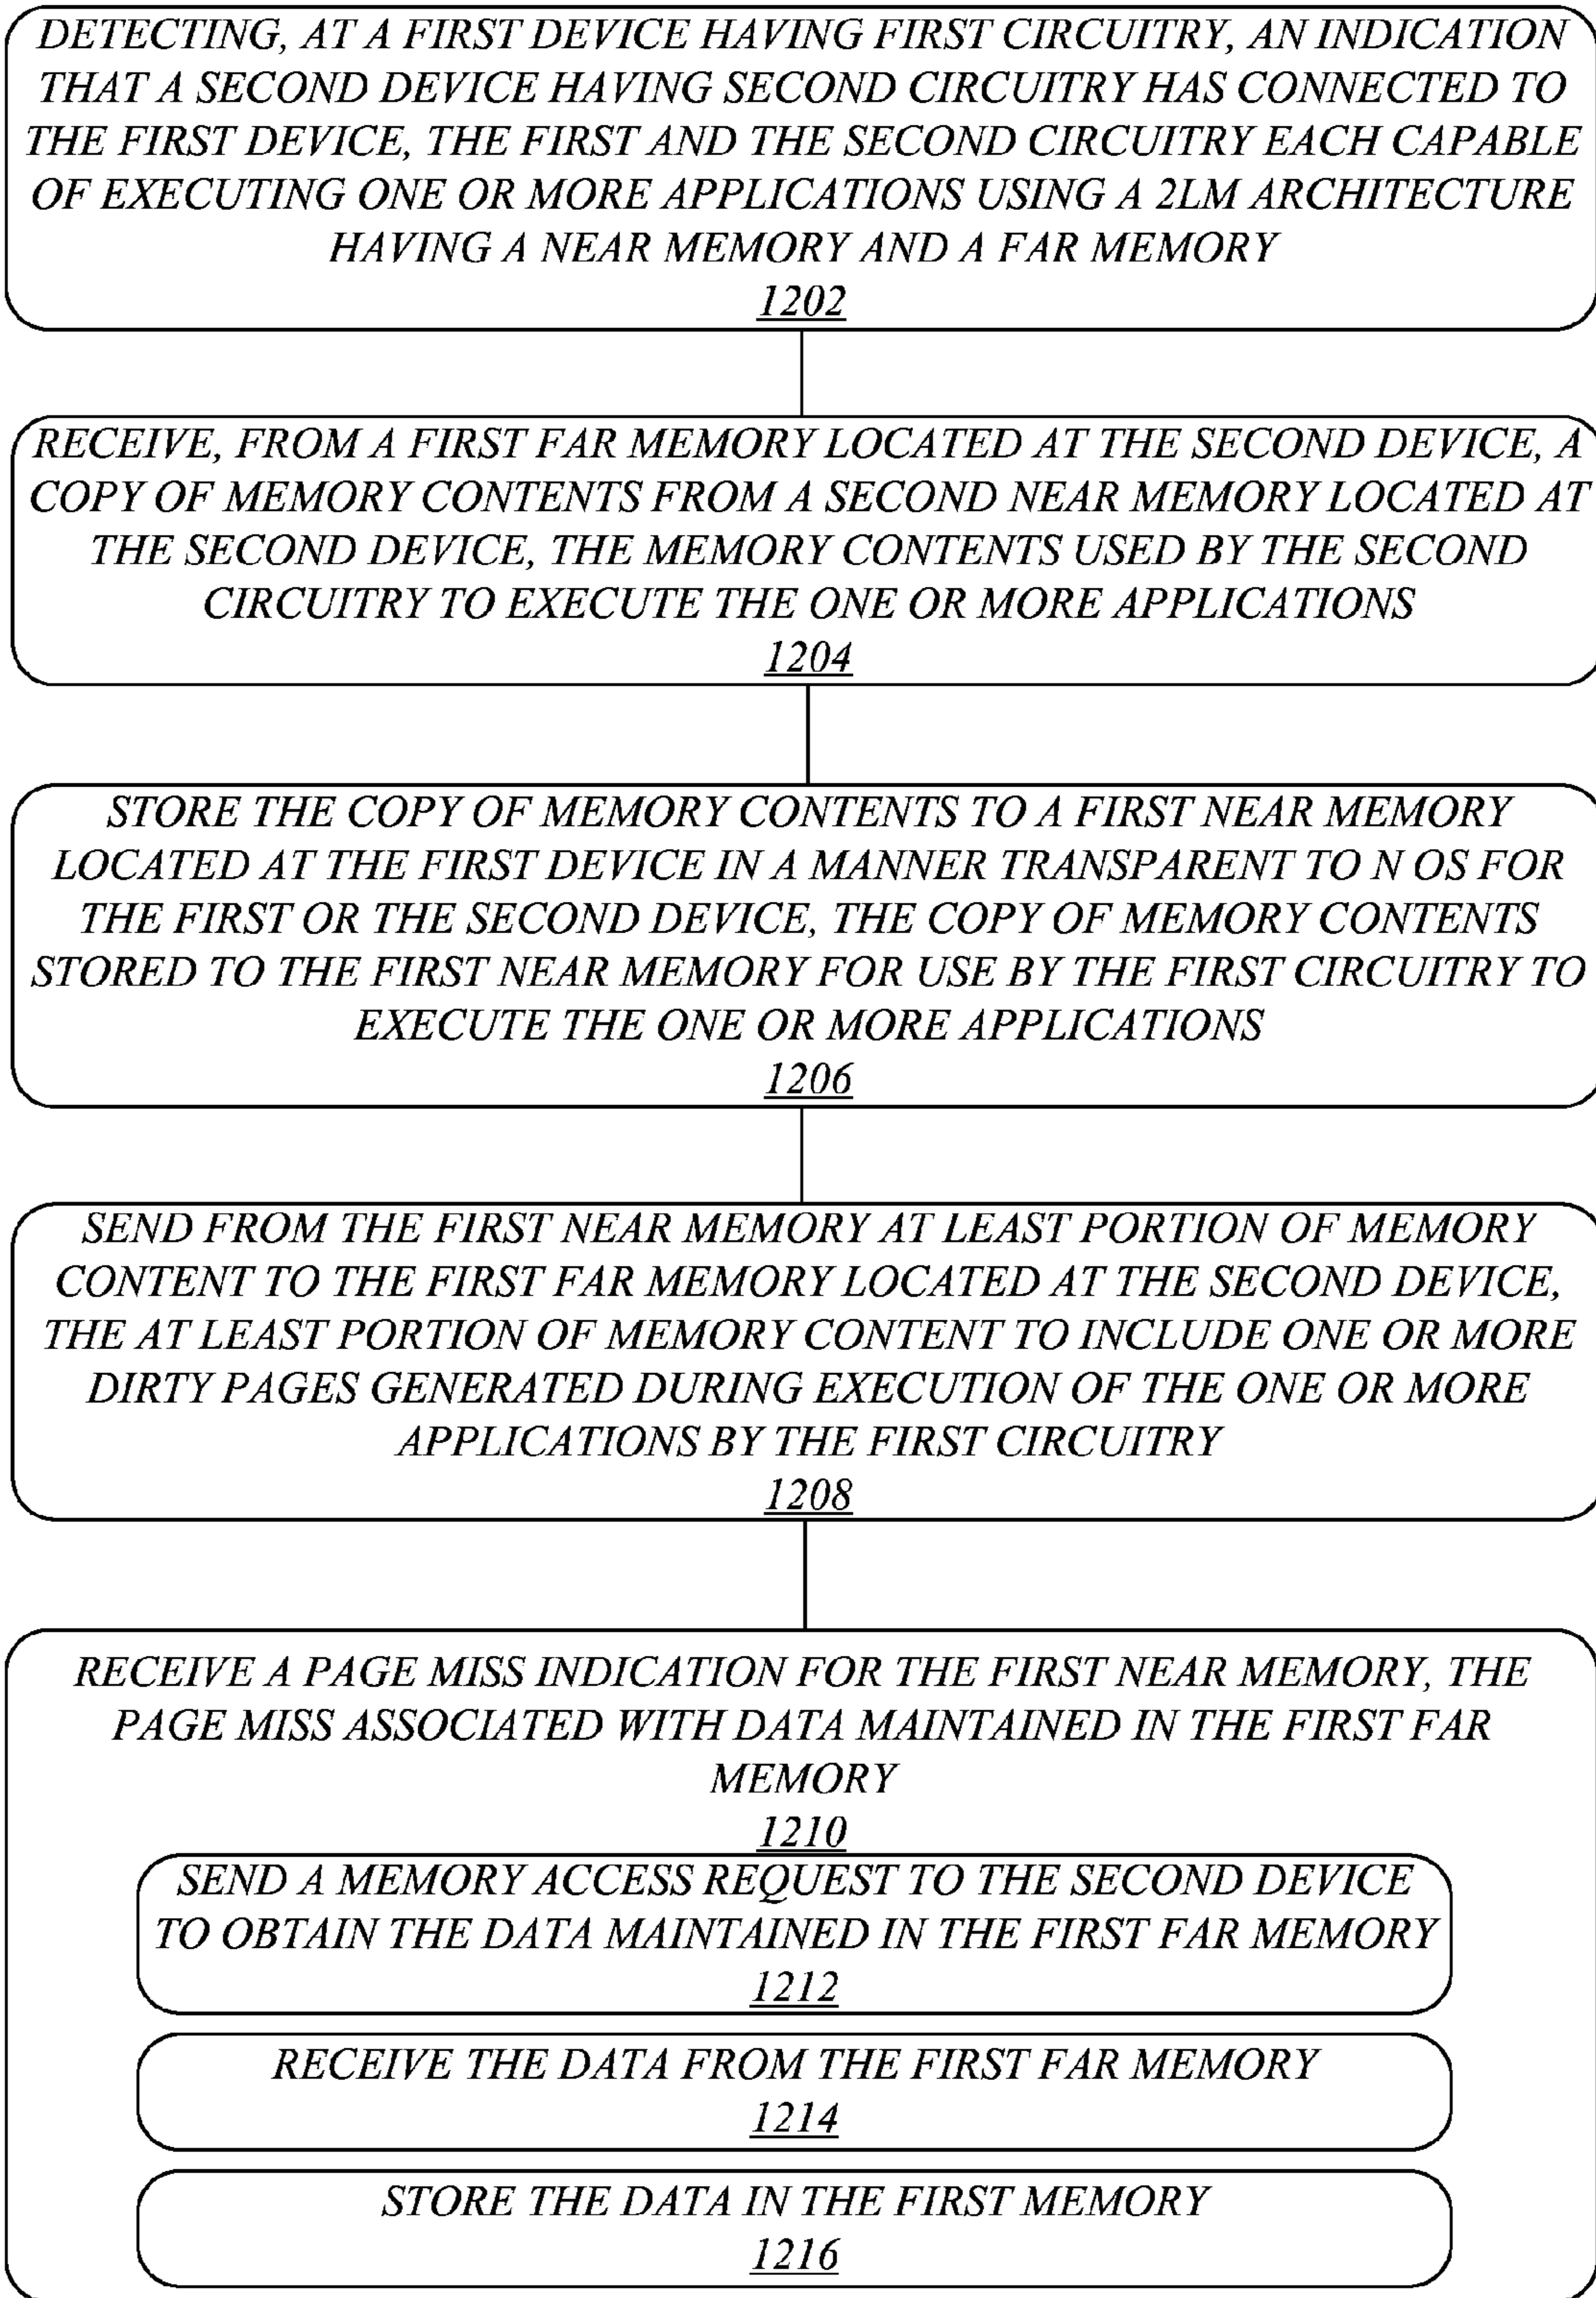 DETECTING, AT A FIRST DEVICE HAVING FIRST CIRCUITRY, AN INDICATION
THAT A SECOND DEVICE HAVING SECOND CIRCUITRY HAS CONNECTED TO
THE FIRST DEVICE, THE FIRST AND THE SECOND CIRCUITRY EACH CAPABLE
OF EXECUTING ONE OR MORE APPLICATIONS USING A 2LM ARCHITECTURE
HAVING A NEAR MEMORY AND A FAR MEMORY
1202
RECEIVE, FROM A FIRST FAR MEMORY LOCATED AT THE SECOND DEVICE, A
COPY OF MEMORY CONTENTS FROM A SECOND NEAR MEMORY LOCATED AT
THE SECOND DEVICE, THE MEMORY CONTENTS USED BY THE SECOND
CIRCUITRY TO EXECUTE THE ONE OR MORE APPLICATIONS
1204
STORE THE COPY OF MEMORY CONTENTS TO A FIRST NEAR MEMORY
LOCATED AT THE FIRST DEVICE IN A MANNER TRANSPARENT TO N OS FOR
THE FIRST OR THE SECOND DEVICE, THE COPY OF MEMORY CONTENTS
STORED TO THE FIRST NEAR MEMORY FOR USE BY THE FIRST CIRCUITRY TO
EXECUTE THE ONE OR MORE APPLICATIONS
1206
SEND FROM THE FIRST NEAR MEMORY AT LEAST PORTION OF MEMORY
CONTENT TO THE FIRST FAR MEMORY LOCATED AT THE SECOND DEVICE,
THE AT LEAST PORTION OF MEMORY CONTENT TO INCLUDE ONE OR MORE
DIRTY PAGES GENERATED DURING EXECUTION OF THE ONE OR MORE
APPLICATIONS BY THE FIRST CIRCUITRY
1208
RECEIVE A PAGE MISS INDICATION FOR THE FIRST NEAR MEMORY, THE
PAGE MISS ASSOCIATED WITH DATA MAINTAINED IN THE FIRST FAR
MEMORY
1210
SEND A MEMORY ACCESS REQUEST TO THE SECOND DEVICE
TO OBTAIN THE DATA MAINTAINED IN THE FIRST FAR MEMORY
1212
RECEIVE THE DATA FROM THE FIRST FAR MEMORY
1214
STORE THE DATA IN THE FIRST MEMORY
1216